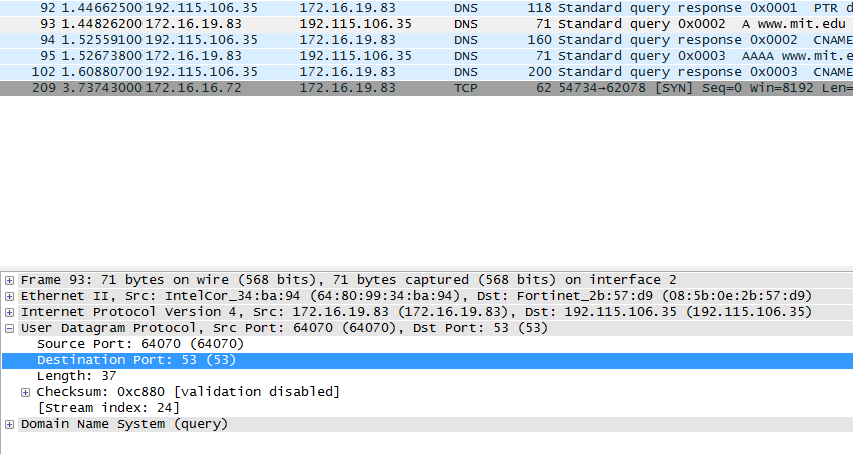 92 1.44662500 192.115.106.35 172.16.19.83 DNS 118 Standard query response 0x0001 PTR d
93 1.44826200 172.16.19.83 192.115.106.35 DNS 71 Standard query 0x0002 A www.mit.edu
94 1.52559100 192.115.106.35 172.16.19.83 DNS 160 Standard query response 0x0002 CNAME
95 1.52673800 172.16.19.83 192.115.106.35 DNS 71 Standard query 0x0003 AAAA www.mit.e
102 1.60880700 192.115.106.35 172.16.19.83 DNS 200 Standard query response 0x0003 CNAME
209 3.73743000 172.16.16.72 172.16.19.83 TCP 62 54734→62078 [SYN] Seq=0 Win=8192 Len=
Frame 93: 71 bytes on wire (568 bits), 71 bytes captured (568 bits) on interface 2
Ethernet II, Src: IntelCor_34:ba:94 (64:80:99:34:ba:94), Dst: Fortinet_2b:57:d9 (08:5b:0e:2b:57:d9)
Internet Protocol Version 4, Src: 172.16.19.83 (172.16.19.83), Dst: 192.115.106.35 (192.115.106.35)
User Datagram Protocol, Src Port: 64070 (64070), Dst Port: 53 (53)
Source Port: 64070 (64070)
Destination Port: 53 (53)
Length: 37
Checksum: 0xc880 [validation disabled]
[Stream index: 24]
Domain Name System (query)